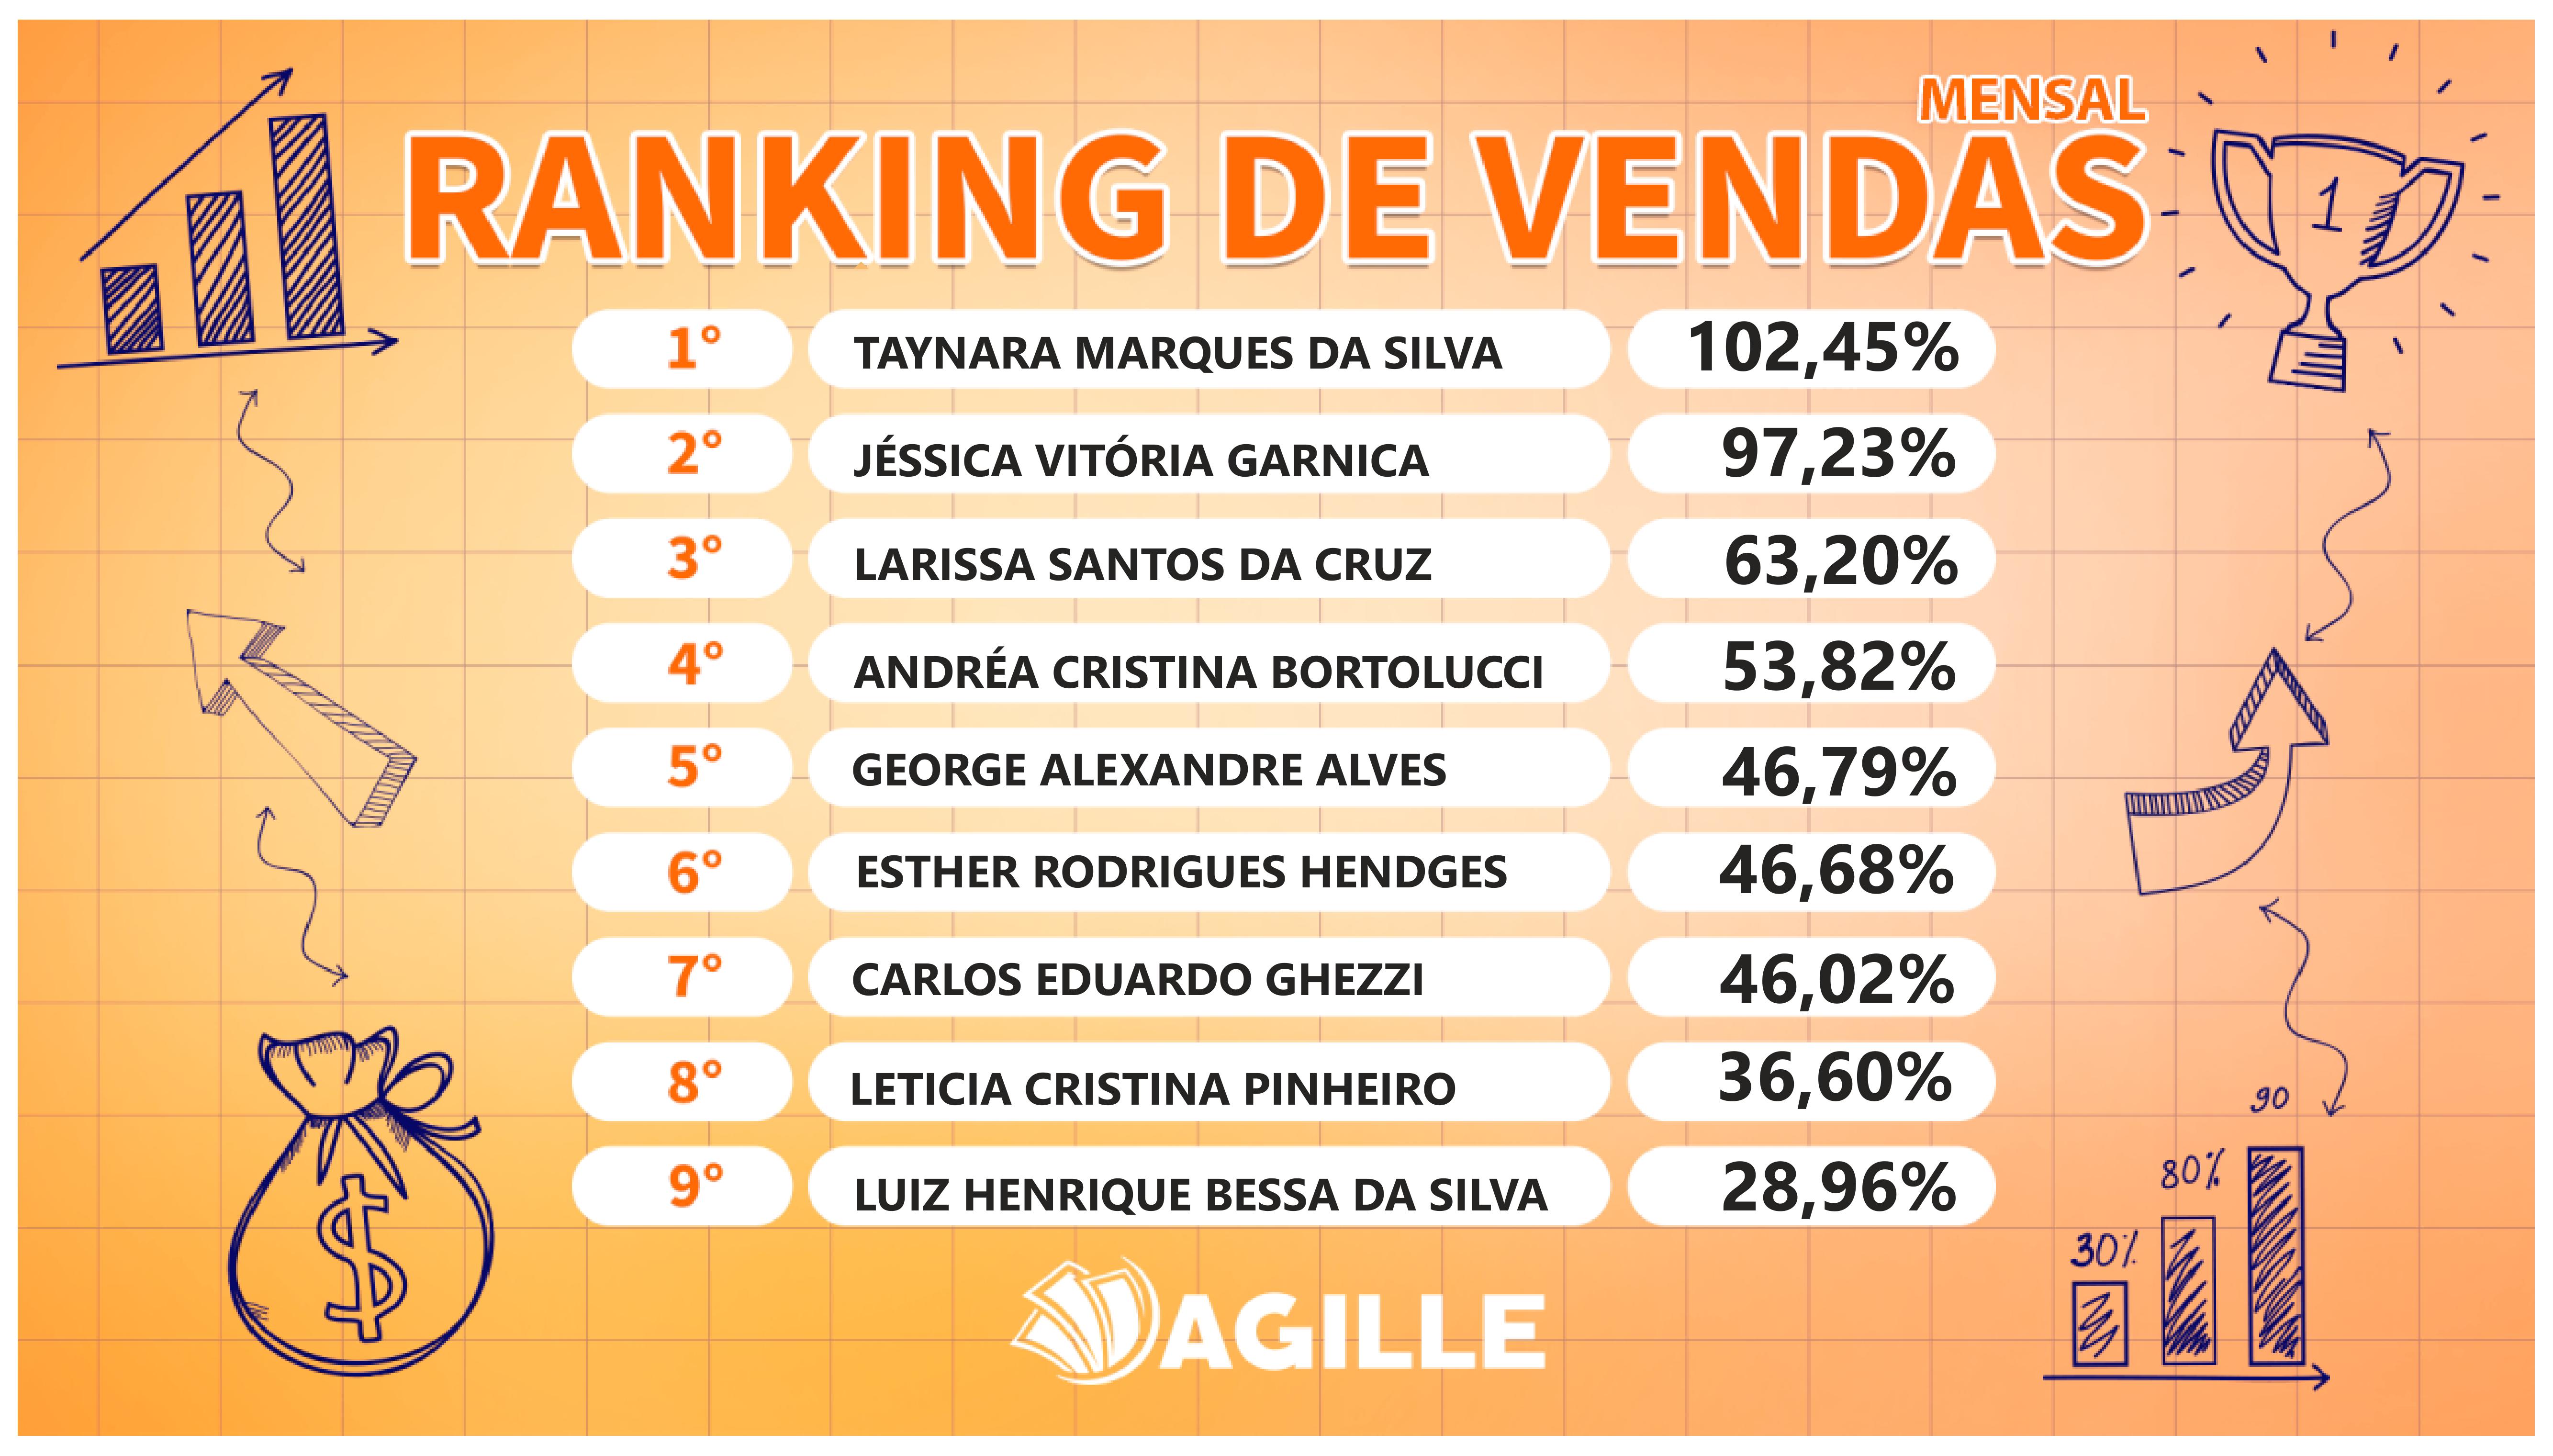 MENSAL
RANKING DE VENDAS
1
1° TAYNARA MARQUES DA SILVA 102,45%
2° JÉSSICA VITÓRIA GARNICA 97,23%
3° LARISSA SANTOS DA CRUZ 63,20%
4° ANDRÉA CRISTINA BORTOLUCCI 53,82%
5° GEORGE ALEXANDRE ALVES 46,79%
6° ESTHER RODRIGUES HENDGES 46,68%
7° CARLOS EDUARDO GHEZZI 46,02%
8° LETICIA CRISTINA PINHEIRO 36,60%
9° LUIZ HENRIQUE BESSA DA SILVA 28,96%
$
90
80%
30%
AGILLE